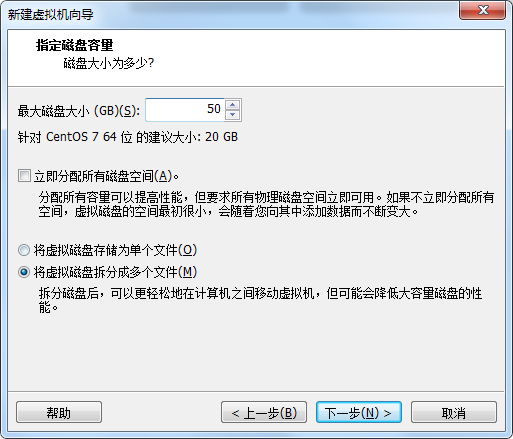 新建虚拟机向导
指定磁盘容量
磁盘大小为多少?
最大磁盘大小 (GB)(S): 50
针对 CentOS 7 64 位 的建议大小: 20 GB
立即分配所有磁盘空间(A)。
分配所有容量可以提高性能，但要求所有物理磁盘空间立即可用。如果不立即分配所有
空间，虚拟磁盘的空间最初很小，会随着您向其中添加数据而不断变大。
将虚拟磁盘存储为单个文件(O)
将虚拟磁盘拆分成多个文件(M)
拆分磁盘后，可以更轻松地在计算机之间移动虚拟机，但可能会降低大容量磁盘的性
能。
帮助 < 上一步(B) 下一步(N) > 取消